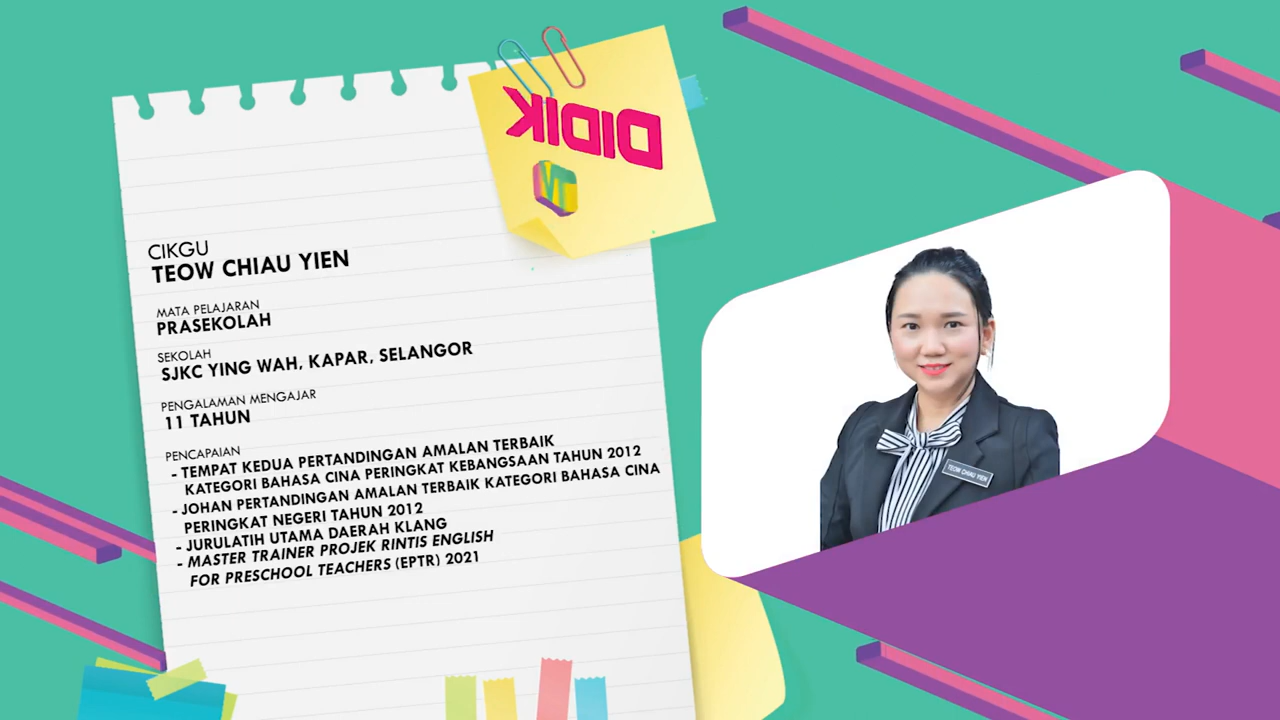 DIDIK
TV
CIKGU
TEOW CHIAU YIEN
MATA PELAJARAN
PRASEKOLAH
SEKOLAH
SJKC YING WAH, KAPAR, SELANGOR
PENGALAMAN MENGAJAR
11 TAHUN
PENCAPAIAN
- TEMPAT KEDUA PERTANDINGAN AMALAN TERBAIK
KATEGORI BAHASA CINA PERINGKAT KEBANGSAAN TAHUN 2012
- JOHAN PERTANDINGAN AMALAN TERBAIK KATEGORI BAHASA CINA
PERINGKAT NEGERI TAHUN 2012
- JURULATIH UTAMA DAERAH KLANG
- MASTER TRAINER PROJEK RINTIS ENGLISH
FOR PRESCHOOL TEACHERS (EPTR) 2021
TEOW CHIAU YIEN